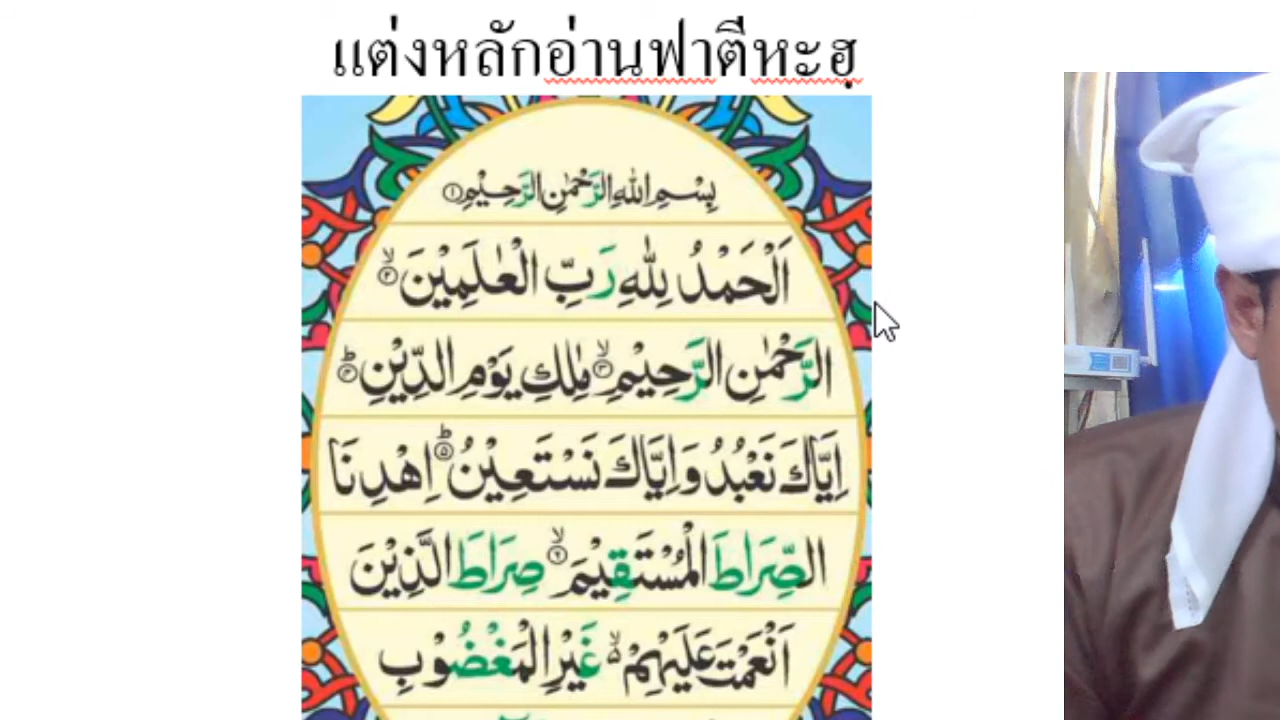 แต่งหลักอ่านฟาตีหะฮฺ
بِسْمِ اللهِ الرَّحْمٰنِ الرَّحِيْمِ ①
اَلْحَمْدُ لِلّٰهِ رَبِّ الْعٰلَمِيْنَ ۙ②
الرَّحْمٰنِ الرَّحِيْمِ ۙ③ مٰلِكِ يَوْمِ الدِّيْنِ ۗ④
اِيَّاكَ نَعْبُدُ وَاِيَّاكَ نَسْتَعِيْنُ ۗ⑤ اِهْدِنَا
الصِّرَاطَ الْمُسْتَقِيْمَ ۙ⑥ صِرَاطَ الَّذِيْنَ
اَنْعَمْتَ عَلَيْهِمْ ۙ۬ غَيْرِ الْمَغْضُوْبِ